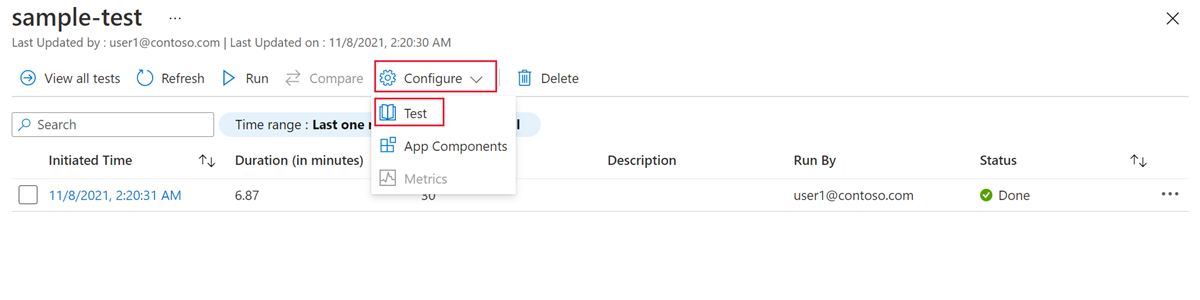 sample-test ...
Last Updated by : user1@contoso.com | Last Updated on : 11/8/2021, 2:20:30 AM
View all tests Refresh Run Compare Configure Delete
Test
Search Time range : Last one
App Components
Metrics
Initiated Time Duration (in minutes) Description Run By Status
11/8/2021, 2:20:31 AM 6.87 30 user1@contoso.com Done ...